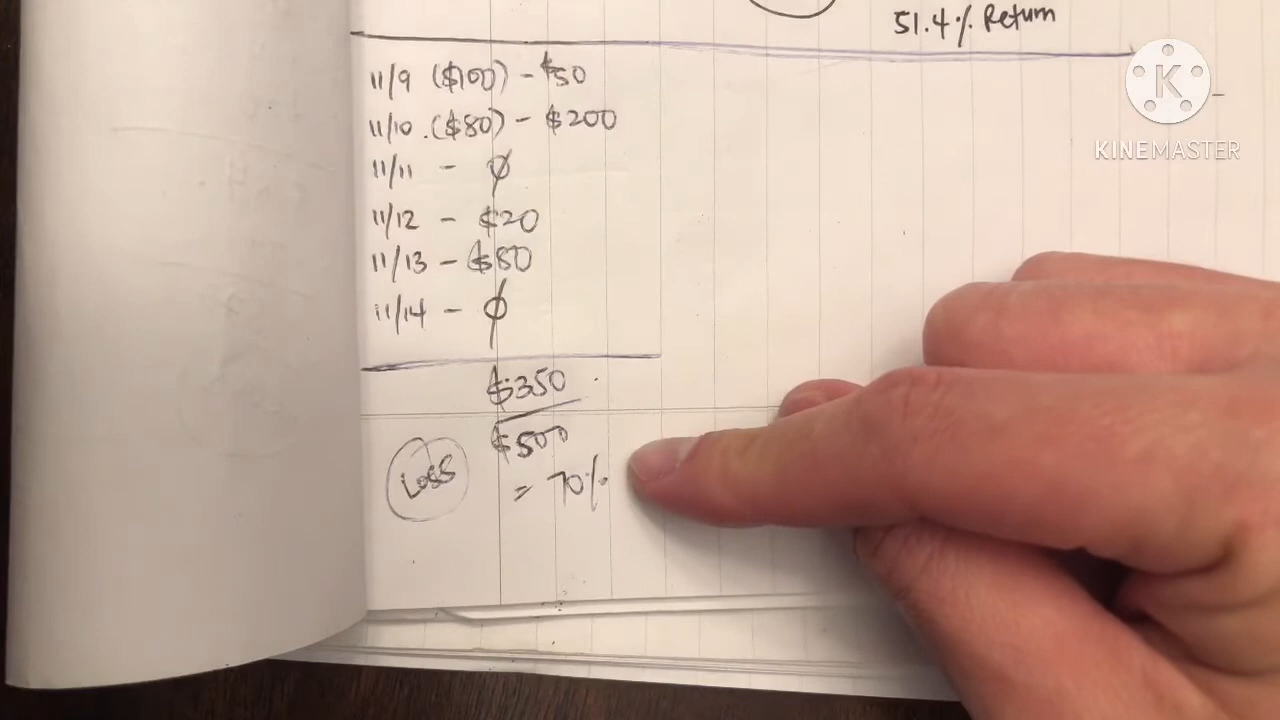 51.4% Return
11/9 ($100) - $50
11/10 . ($80) - $200
11/11 - Ø
11/12 - $20
11/13 - $80
11/14 - Ø
$350
$500
Loss
= 70%
K
KINEMASTER